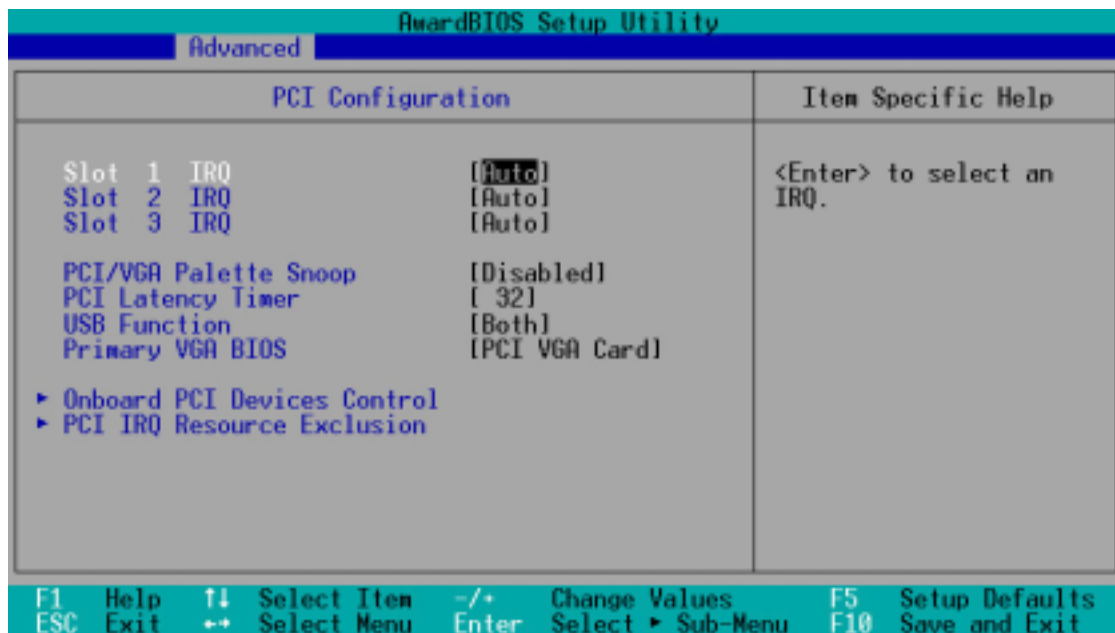 AwardBIOS Setup Utility
Advanced
PCI Configuration
Item Specific Help
Slot 1 IRQ [Auto]
Slot 2 IRQ [Auto]
Slot 3 IRQ [Auto]
PCI/VGA Palette Snoop [Disabled]
PCI Latency Timer [ 32]
USB Function [Both]
Primary VGA BIOS [PCI VGA Card]
► Onboard PCI Devices Control
► PCI IRQ Resource Exclusion
<Enter> to select an
IRQ.
F1 Help ↑↓ Select Item -/+ Change Values F5 Setup Defaults
ESC Exit ←→ Select Menu Enter Select ► Sub-Menu F10 Save and Exit